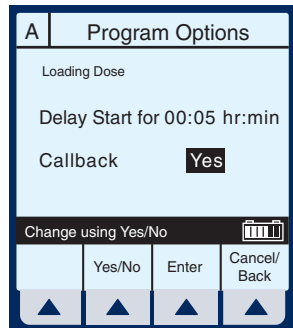 A Program Options
Loading Dose
Delay Start for 00:05 hr:min
Callback Yes
Change using Yes/No
Yes/No Enter Cancel/
Back